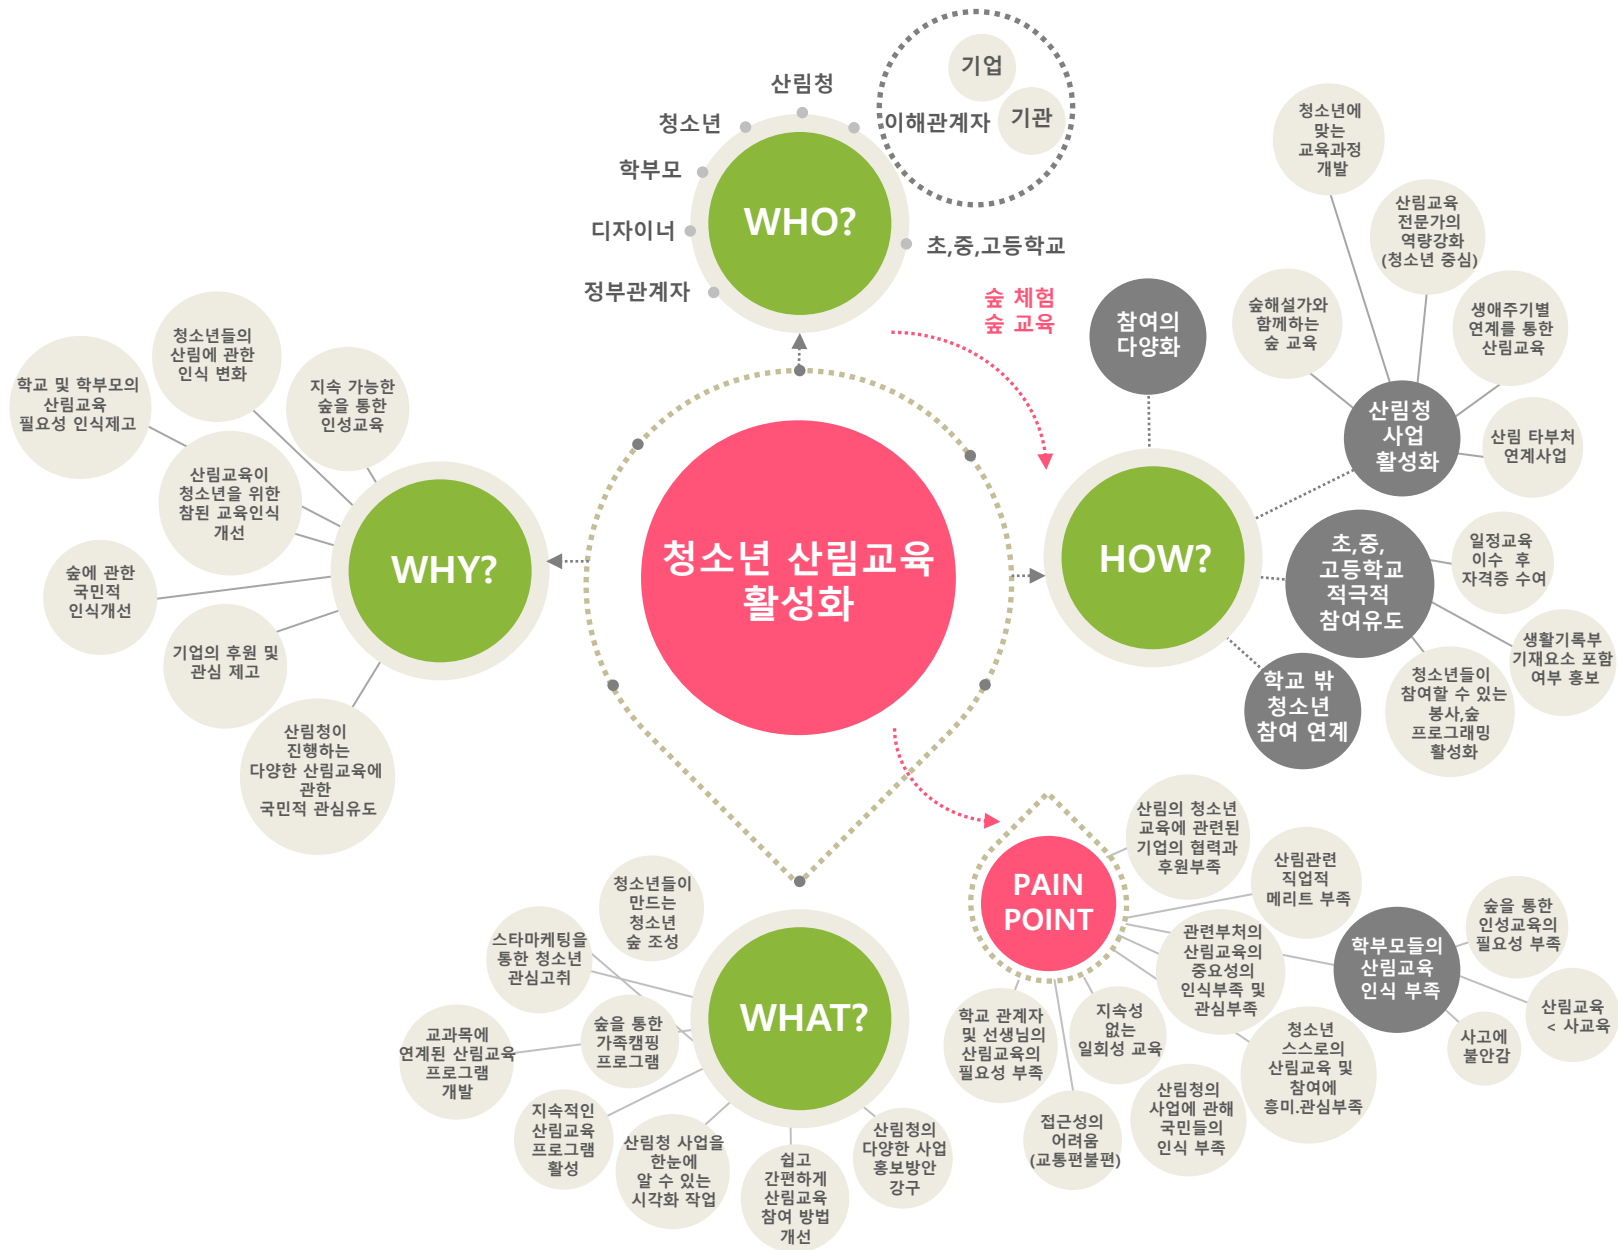 산림청
청소년
학부모
디자이너
정부관계자
WHO?
기업
기관
이해관계자
초,중,고등학교
숲 체험
숲 교육
청소년 산림교육
활성화
WHY?
청소년들의
산림에 관한
인식 변화
학교 및 학부모의
산림교육
필요성 인식제고
지속 가능한
숲을 통한
인성교육
산림교육이
청소년을 위한
참된 교육인식
개선
숲에 관한
국민적
인식개선
기업의 후원 및
관심 제고
산림청이
진행하는
다양한 산림교육에
관한
국민적 관심유도
HOW?
참여의
다양화
산림청
사업
활성화
청소년에
맞는
교육과정
개발
산림교육
전문가의
역량강화
(청소년 중심)
숲해설가와
함께하는
숲 교육
생애주기별
연계를 통한
산림교육
산림 타부처
연계사업
초,중,
고등학교
적극적
참여유도
일정교육
이수 후
자격증 수여
생활기록부
기재요소 포함
여부 홍보
청소년들이
참여할 수 있는
봉사,숲
프로그래밍
활성화
학교 밖
청소년
참여 연계
WHAT?
청소년들이
만드는
청소년
숲 조성
스타마케팅을
통한 청소년
관심고취
숲을 통한
가족캠핑
프로그램
교과목에
연계된 산림교육
프로그램
개발
지속적인
산림교육
프로그램
활성
산림청 사업을
한눈에
알 수 있는
시각화 작업
쉽고
간편하게
산림교육
참여 방법
개선
산림청의
다양한 사업
홍보방안
강구
PAIN
POINT
산림의 청소년
교육에 관련된
기업의 협력과
후원부족
산림관련
직업적
메리트 부족
관련부처의
산림교육의
중요성의
인식부족 및
관심부족
학부모들의
산림교육
인식 부족
숲을 통한
인성교육의
필요성 부족
산림교육
< 사교육
사고에
불안감
청소년
스스로의
산림교육 및
참여에
흥미.관심부족
학교 관계자
및 선생님의
산림교육의
필요성 부족
지속성
없는
일회성 교육
접근성의
어려움
(교통편불편)
산림청의
사업에 관해
국민들의
인식 부족